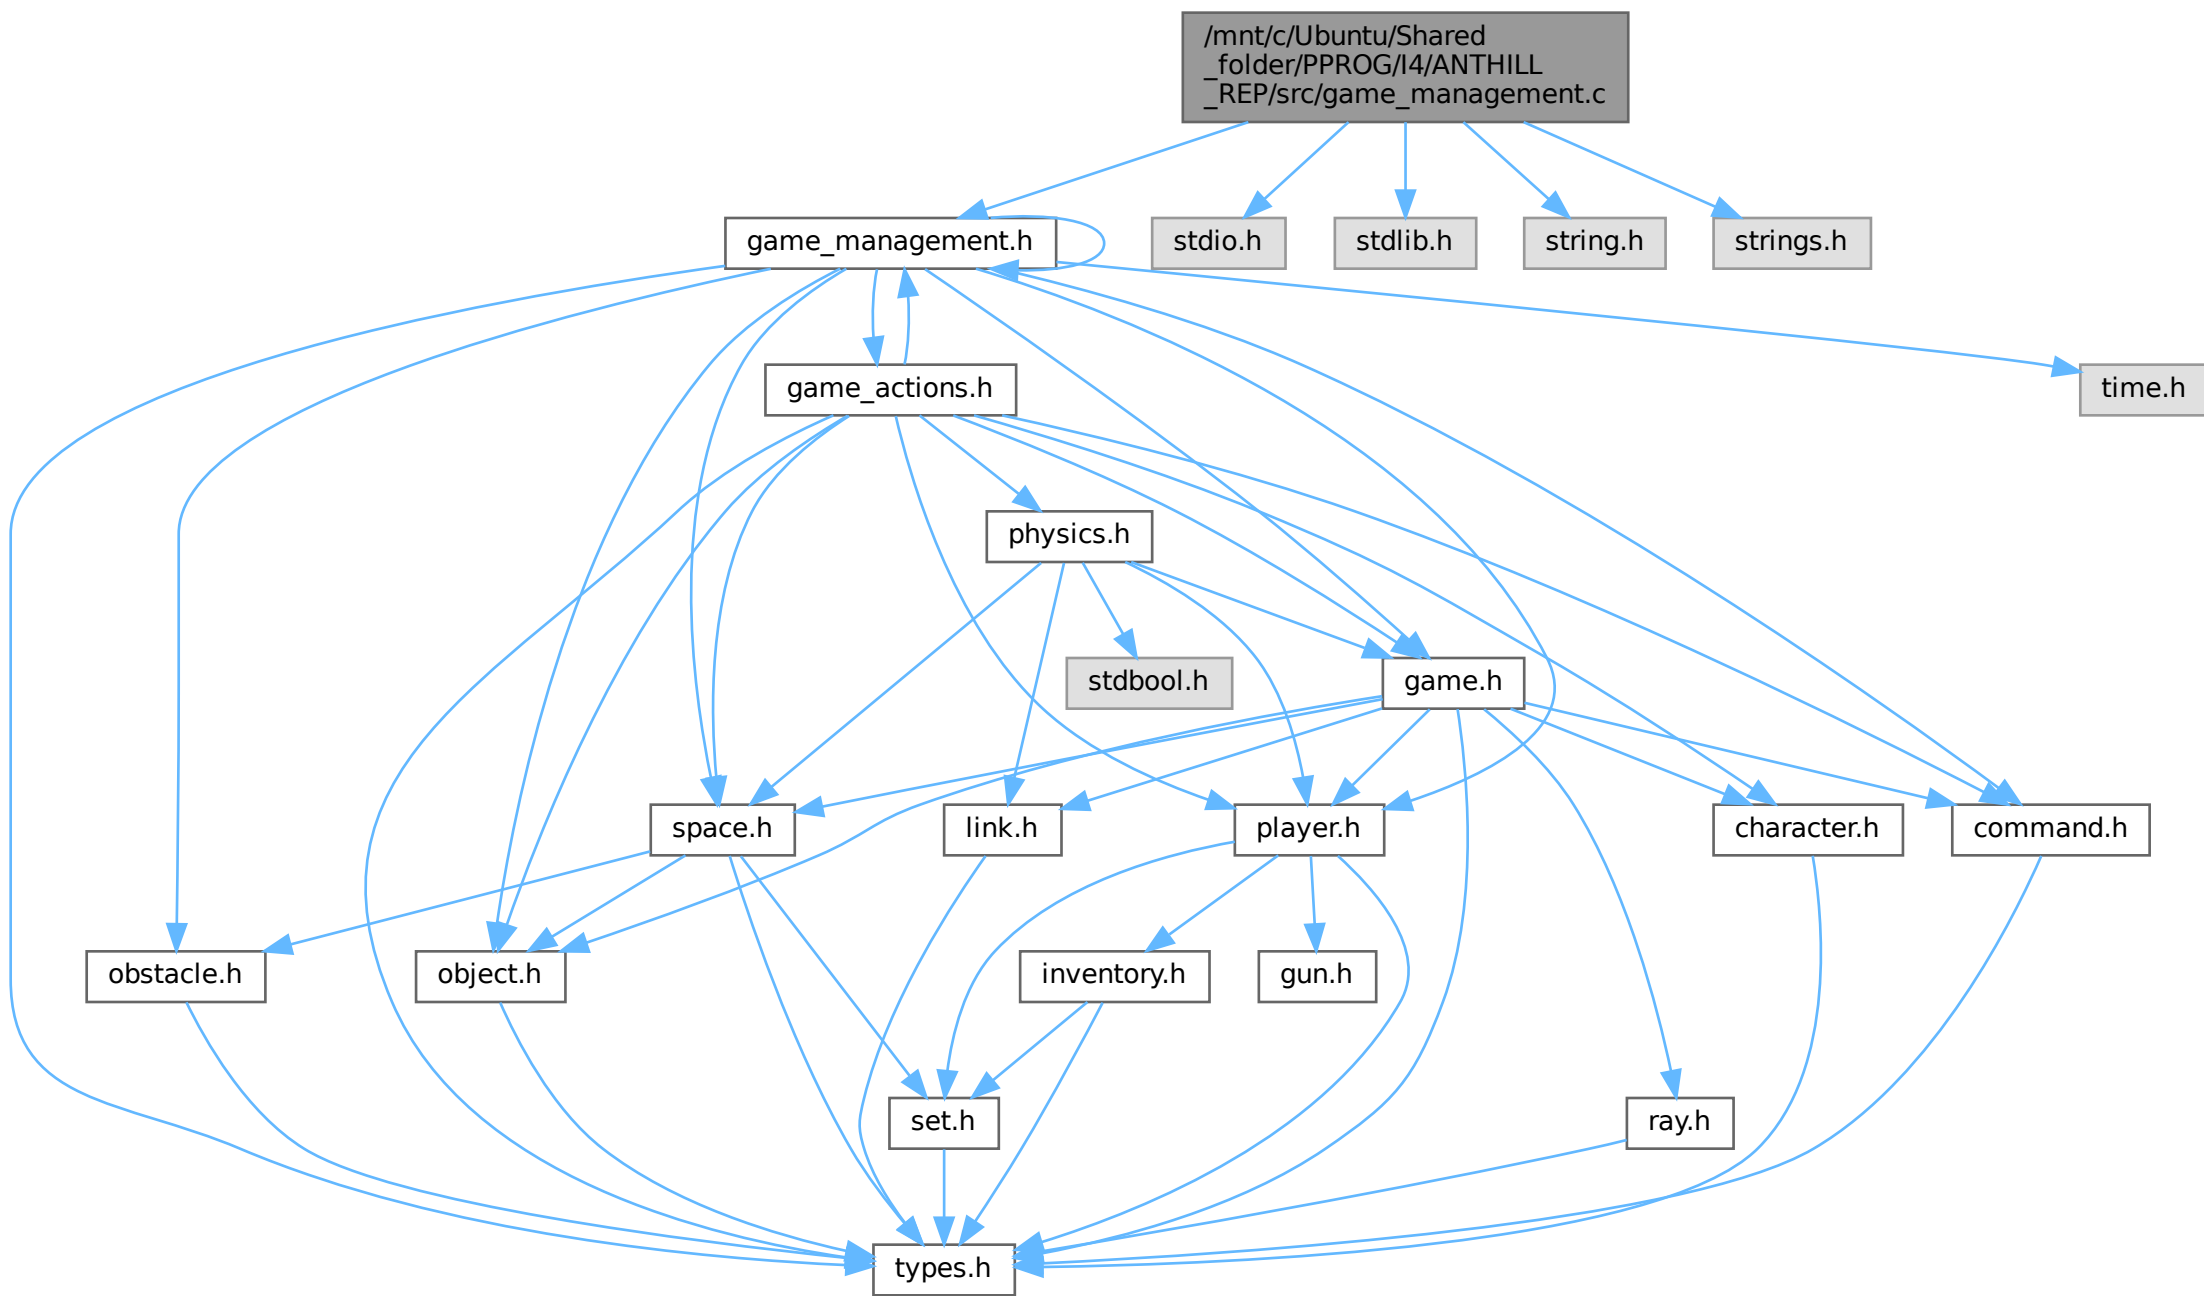 /mnt/c/Ubuntu/Shared
_folder/PPROG/I4/ANTHILL
_REP/src/game_management.c
game_management.h
stdio.h
stdlib.h
string.h
strings.h
game_actions.h
time.h
physics.h
stdbool.h
game.h
space.h
link.h
player.h
character.h
command.h
obstacle.h
object.h
inventory.h
gun.h
set.h
ray.h
types.h